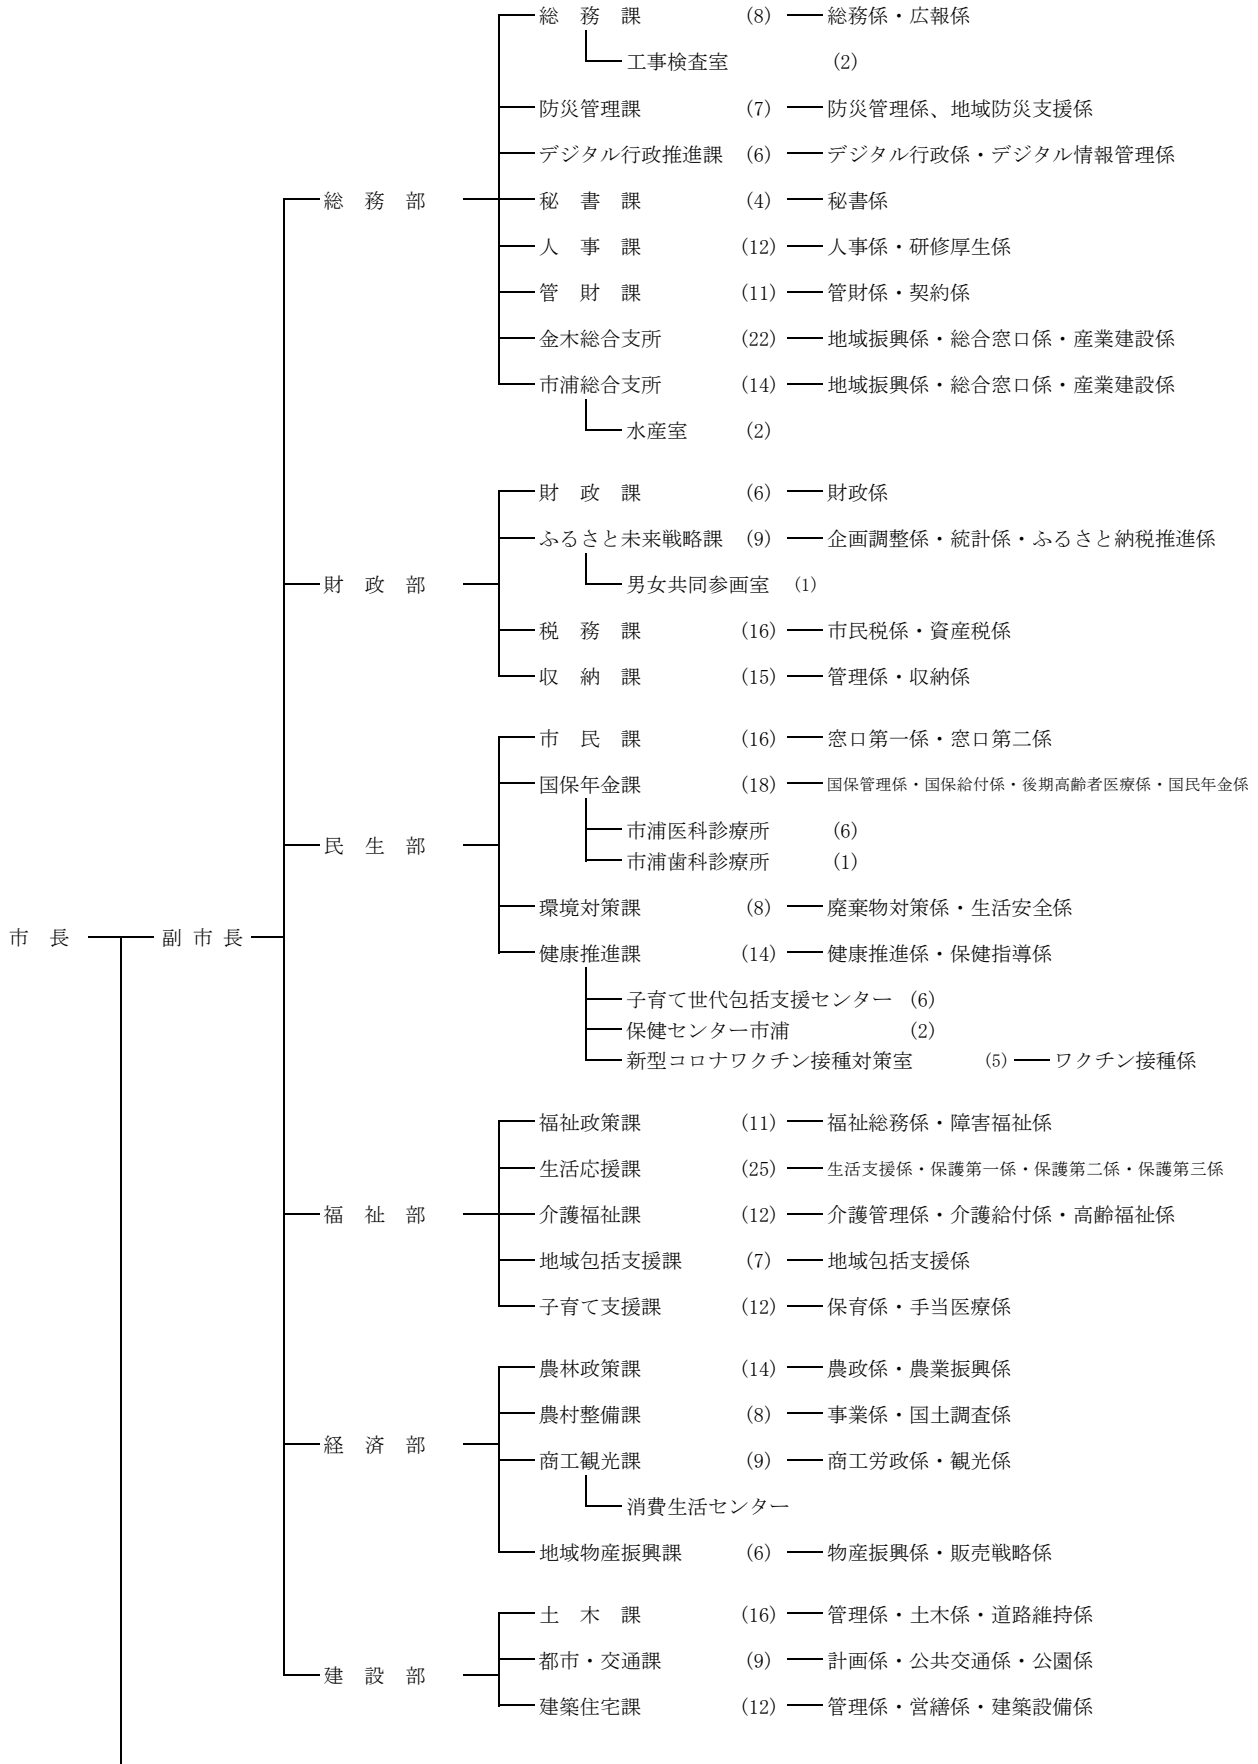 総務課 (8) 総務係・広報係
工事検査室 (2)
防災管理課 (7) 防災管理係、地域防災支援係
デジタル行政推進課 (6) デジタル行政係・デジタル情報管理係
総務部 秘書課 (4) 秘書係
人事課 (12) 人事係・研修厚生係
管財課 (11) 管財係・契約係
金木総合支所 (22) 地域振興係・総合窓口係・産業建設係
市浦総合支所 (14) 地域振興係・総合窓口係・産業建設係
水産室 (2)
財政課 (6) 財政係
ふるさと未来戦略課 (9) 企画調整係・統計係・ふるさと納税推進係
財政部 男女共同参画室 (1)
税務課 (16) 市民税係・資産税係
収納課 (15) 管理係・収納係
市民課 (16) 窓口第一係・窓口第二係
国保年金課 (18) 国保管理係・国保給付係・後期高齢者医療係・国民年金係
市浦医科診療所 (6)
民生部 市浦歯科診療所 (1)
環境対策課 (8) 廃棄物対策係・生活安全係
市長 副市長
健康推進課 (14) 健康推進係・保健指導係
子育て世代包括支援センター (6)
保健センター市浦 (2)
新型コロナワクチン接種対策室 (5) ワクチン接種係
福祉政策課 (11) 福祉総務係・障害福祉係
生活応援課 (25) 生活支援係・保護第一係・保護第二係・保護第三係
福祉部 介護福祉課 (12) 介護管理係・介護給付係・高齢福祉係
地域包括支援課 (7) 地域包括支援係
子育て支援課 (12) 保育係・手当医療係
農林政策課 (14) 農政係・農業振興係
農村整備課 (8) 事業係・国土調査係
経済部 商工観光課 (9) 商工労政係・観光係
消費生活センター
地域物産振興課 (6) 物産振興係・販売戦略係
土木課 (16) 管理係・土木係・道路維持係
建設部 都市・交通課 (9) 計画係・公共交通係・公園係
建築住宅課 (12) 管理係・営繕係・建築設備係